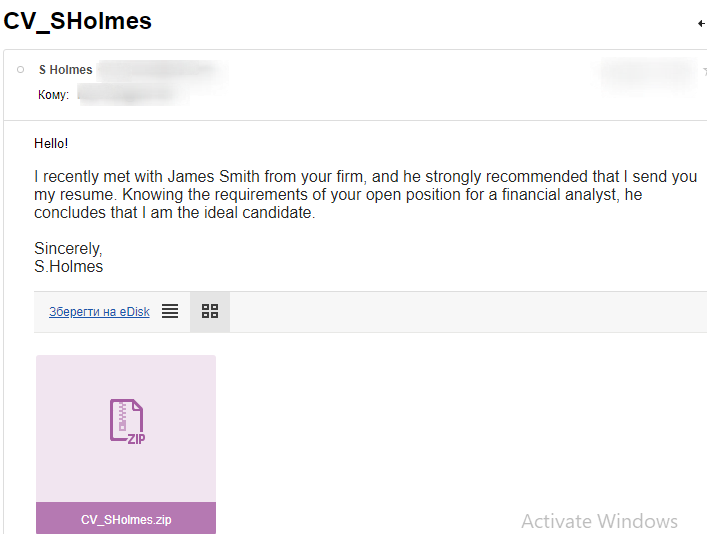 CV_SHolmes
S Holmes
Кому:
Hello!
I recently met with James Smith from your firm, and he strongly recommended that I send you
my resume. Knowing the requirements of your open position for a financial analyst, he
concludes that I am the ideal candidate.
Sincerely,
S.Holmes
Зберегти на eDisk
ZIP
CV_SHolmes.zip
Activate Windows